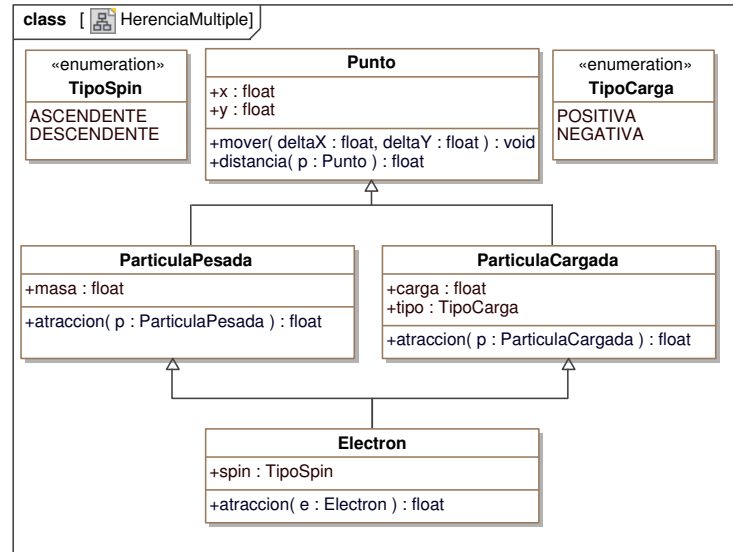 class [ HerenciaMultiple]
«enumeration»
TipoSpin
ASCENDENTE
DESCENDENTE
Punto
+x : float
+y : float
+mover( deltaX : float, deltaY : float ) : void
+distancia( p : Punto ) : float
«enumeration»
TipoCarga
POSITIVA
NEGATIVA
ParticulaPesada
+masa : float
+atraccion( p : ParticulaPesada ) : float
ParticulaCargada
+carga : float
+tipo : TipoCarga
+atraccion( p : ParticulaCargada ) : float
Electron
+spin : TipoSpin
+atraccion( e : Electron ) : float